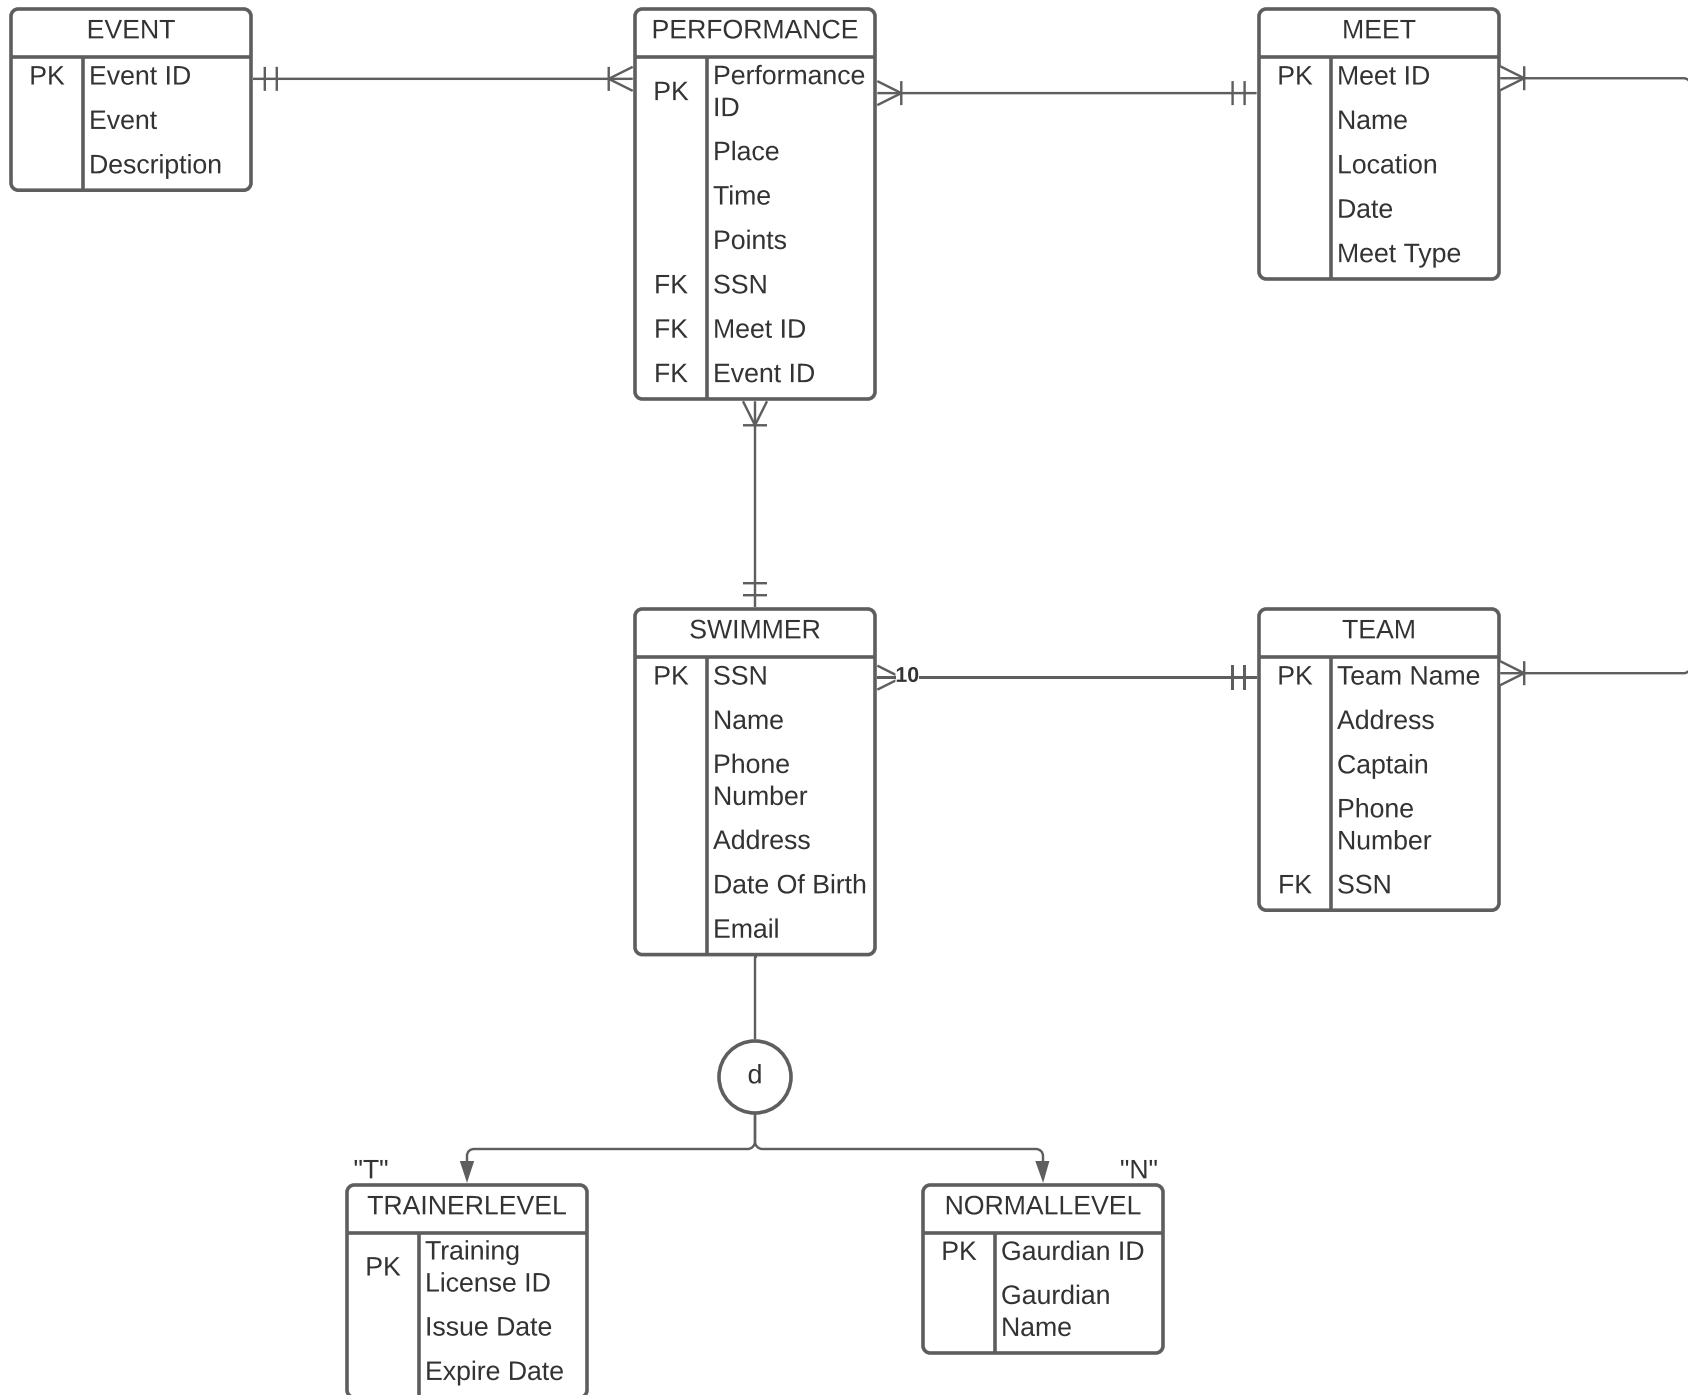 EVENT
PK Event ID
Event
Description
PERFORMANCE
PK Performance
ID
Place
Time
Points
FK SSN
FK Meet ID
FK Event ID
MEET
PK Meet ID
Name
Location
Date
Meet Type
SWIMMER
PK SSN
Name
Phone
Number
Address
Date Of Birth
Email
10
TEAM
PK Team Name
Address
Captain
Phone
Number
FK SSN
d
"T"
TRAINERLEVEL
PK Training
License ID
Issue Date
Expire Date
"N"
NORMALLEVEL
PK Gaurdian ID
Gaurdian
Name